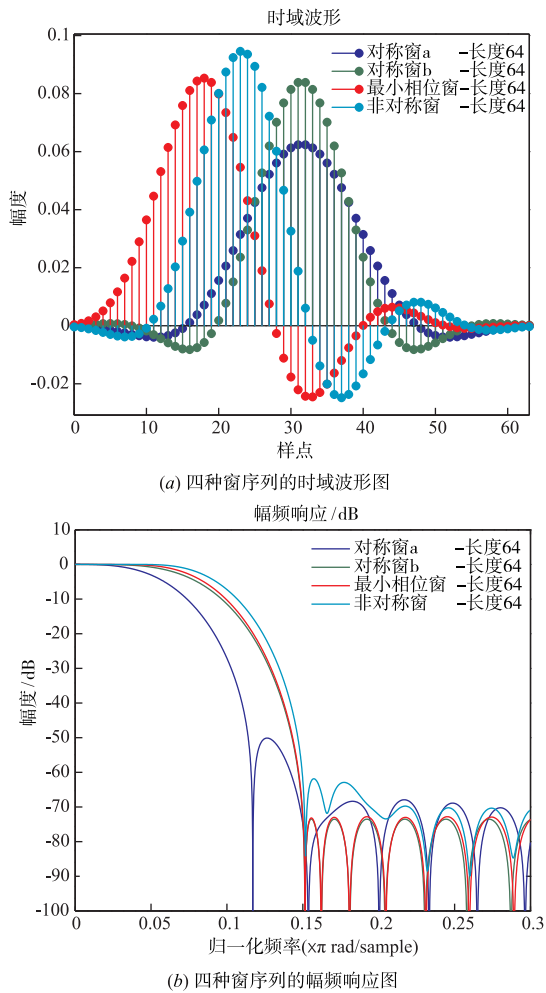 时域波形
对称窗a －长度64
对称窗b －长度64
最小相位窗－长度64
非对称窗 －长度64
0.1
0.08
0.06
0.04
0.02
0
-0.02
幅度
0 10 20 30 40 50 60
样点
(a) 四种窗序列的时域波形图
幅频响应/dB
对称窗a －长度64
对称窗b －长度64
最小相位窗 －长度64
非对称窗 －长度64
10
0
-10
-20
-30
-40
-50
-60
-70
-80
-90
-100
幅度/dB
0 0.05 0.1 0.15 0.2 0.25 0.3
归一化频率(×π rad/sample)
(b) 四种窗序列的幅频响应图